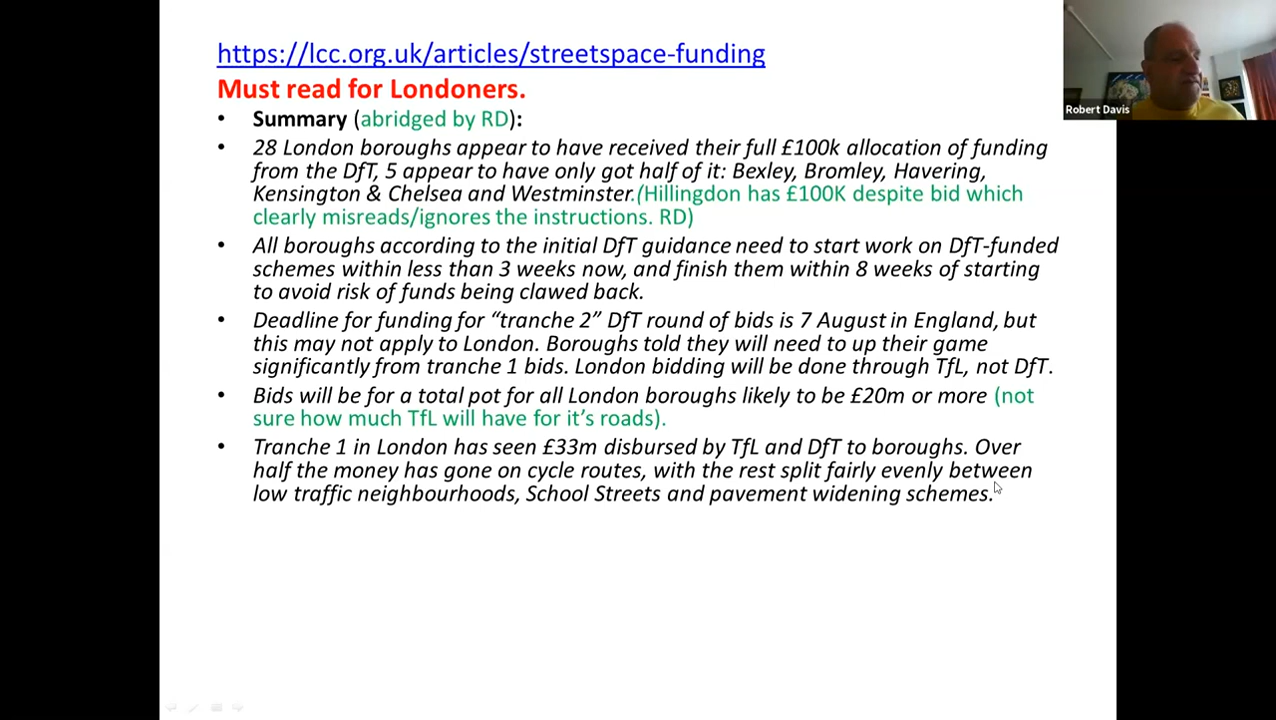 https://lcc.org.uk/articles/streetspace-funding
Must read for Londoners.
• Summary (abridged by RD):
• 28 London boroughs appear to have received their full £100k allocation of funding
from the DfT, 5 appear to have only got half of it: Bexley, Bromley, Havering,
Kensington & Chelsea and Westminster.(Hillingdon has £100K despite bid which
clearly misreads/ignores the instructions. RD)
• All boroughs according to the initial DfT guidance need to start work on DfT-funded
schemes within less than 3 weeks now, and finish them within 8 weeks of starting
to avoid risk of funds being clawed back.
• Deadline for funding for “tranche 2” DfT round of bids is 7 August in England, but
this may not apply to London. Boroughs told they will need to up their game
significantly from tranche 1 bids. London bidding will be done through TfL, not DfT.
• Bids will be for a total pot for all London boroughs likely to be £20m or more (not
sure how much TfL will have for it’s roads).
• Tranche 1 in London has seen £33m disbursed by TfL and DfT to boroughs. Over
half the money has gone on cycle routes, with the rest split fairly evenly between
low traffic neighbourhoods, School Streets and pavement widening schemes.
Robert Davis